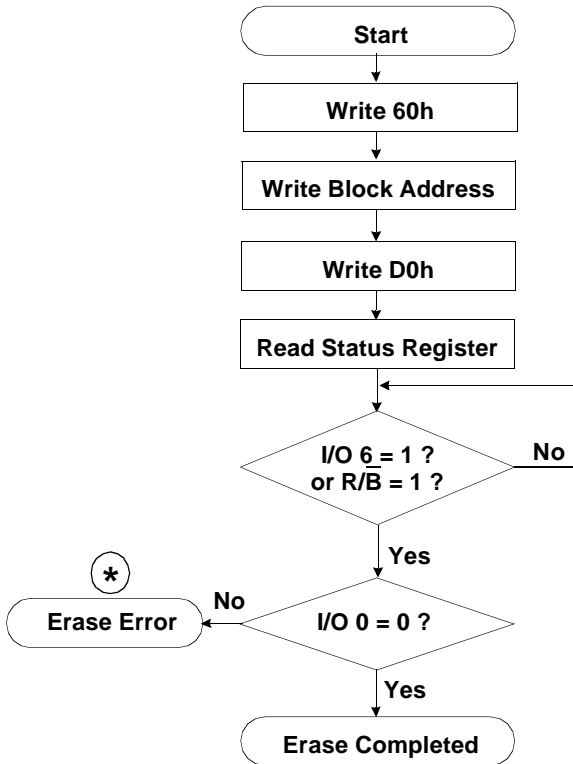 Start
Write 60h
Write Block Address
Write D0h
Read Status Register
I/O 6 = 1 ?
or R/B̅ = 1 ?
No
Yes
*
No
Erase Error
I/O 0 = 0 ?
Yes
Erase Completed